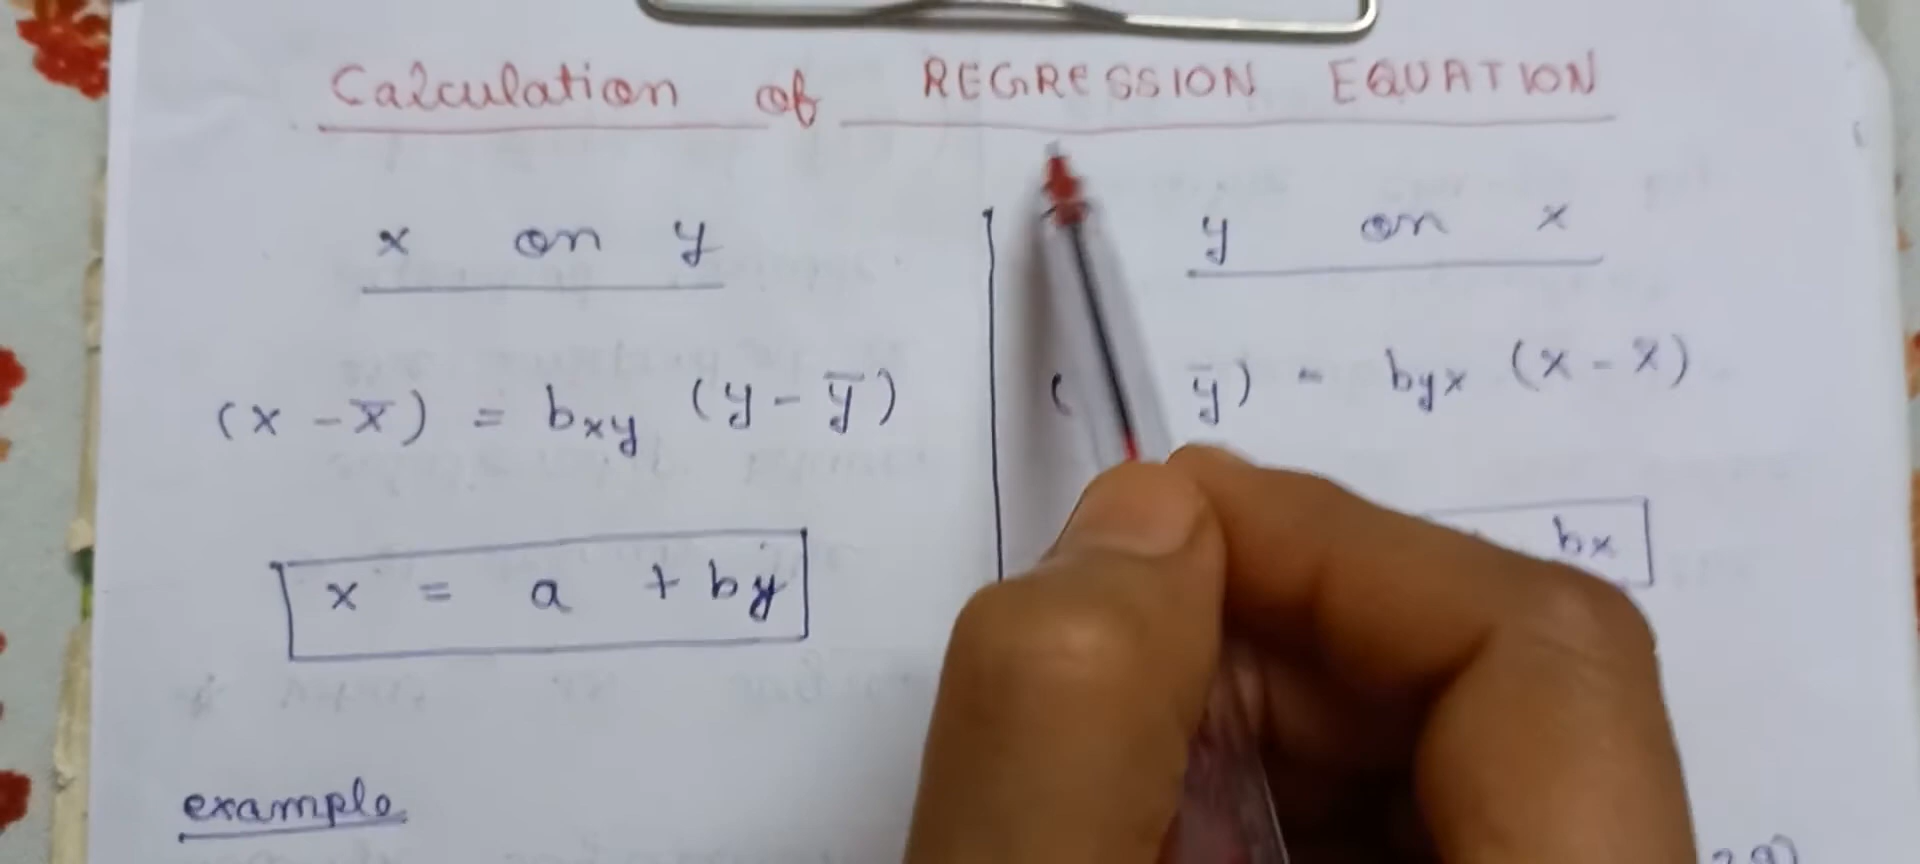 Calculation of REGRESSION EQUATION
x on y
(x - x̄) = bxy (y - ȳ)
x = a + by
y on x
( ȳ) - byx (x - x̄)
bx
example